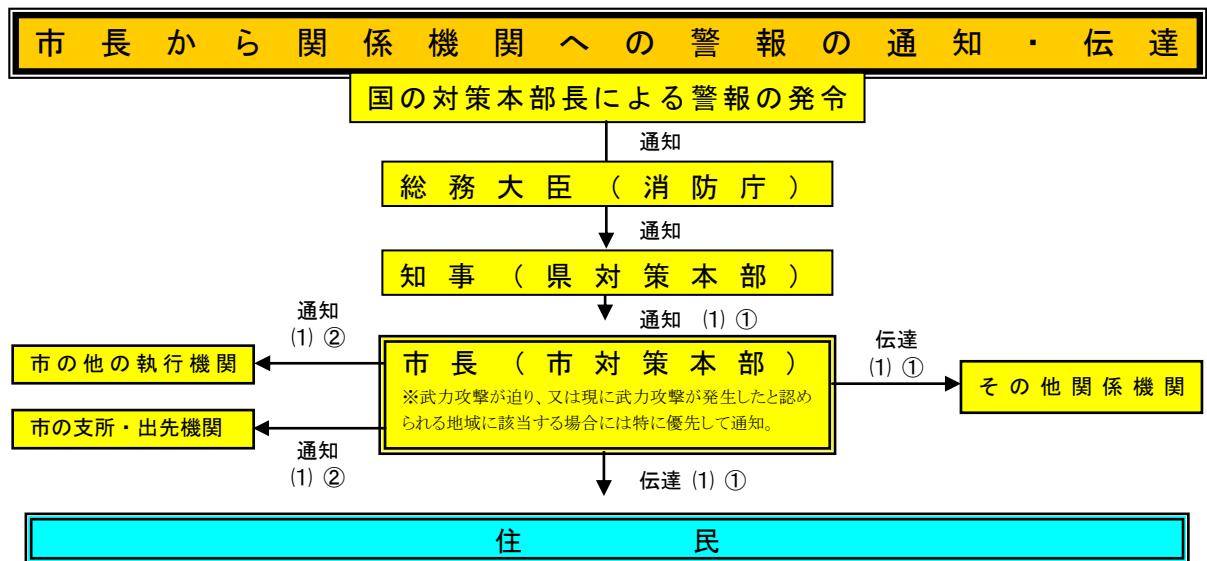 市長から関係機関への警報の通知・伝達
国の対策本部長による警報の発令
通知
総務大臣（消防庁）
通知
知事（県対策本部）
通知 (1) ①
通知
(1) ②
伝達
(1) ①
市の他の執行機関
市長（市対策本部）
※武力攻撃が迫り、又は現に武力攻撃が発生したと認め
られる地域に該当する場合には特に優先して通知。
その他関係機関
市の支所・出先機関
通知
(1) ②
伝達 (1) ①
住民